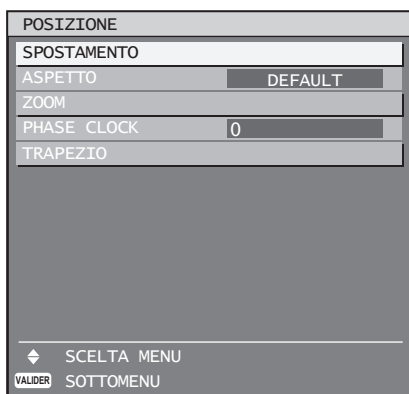 POSIZIONE
SPOSTAMENTO
ASPETTO DEFAULT
ZOOM
PHASE CLOCK 0
TRAPEZIO
SCELTA MENU
VALIDER SOTTOMENU